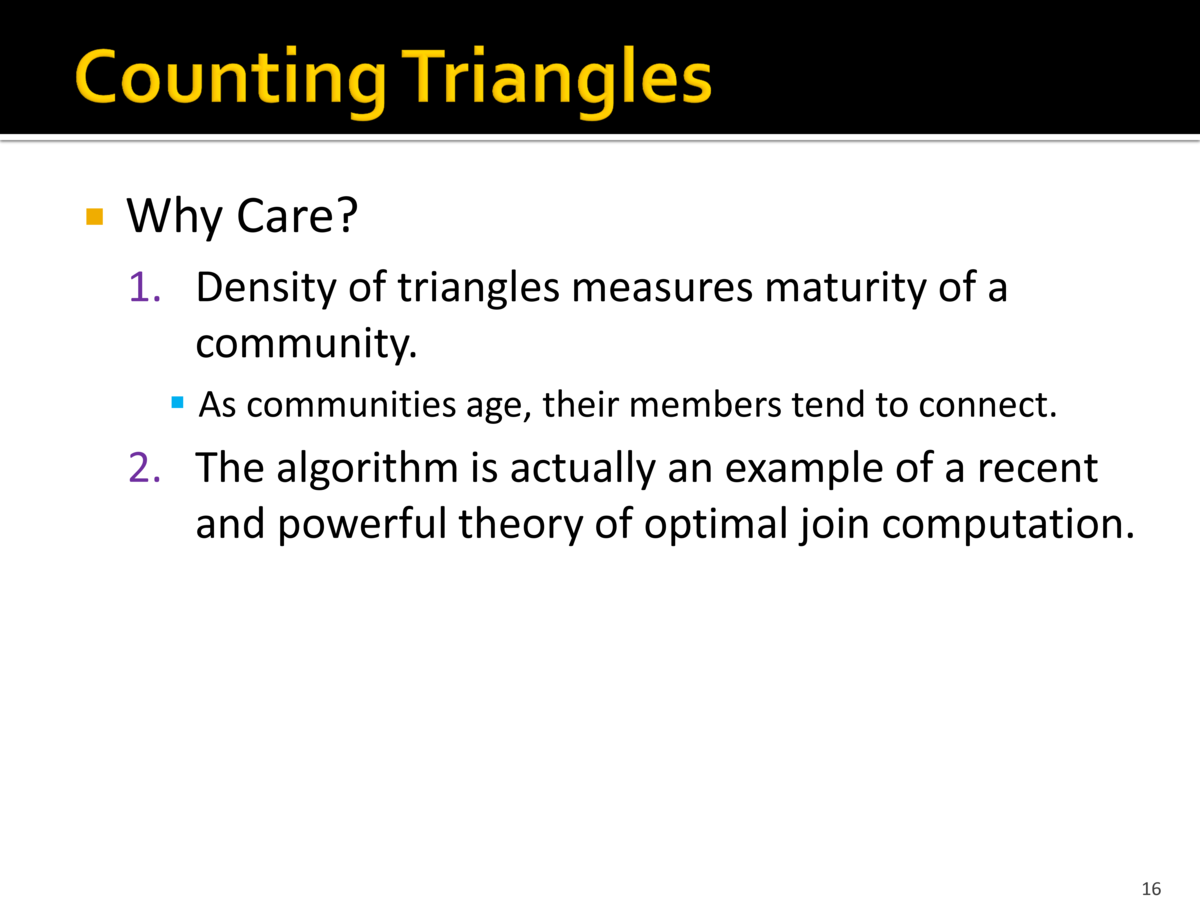 Counting Triangles
Why Care?
1. Density of triangles measures maturity of a
community.
As communities age, their members tend to connect.
2. The algorithm is actually an example of a recent
and powerful theory of optimal join computation.
16